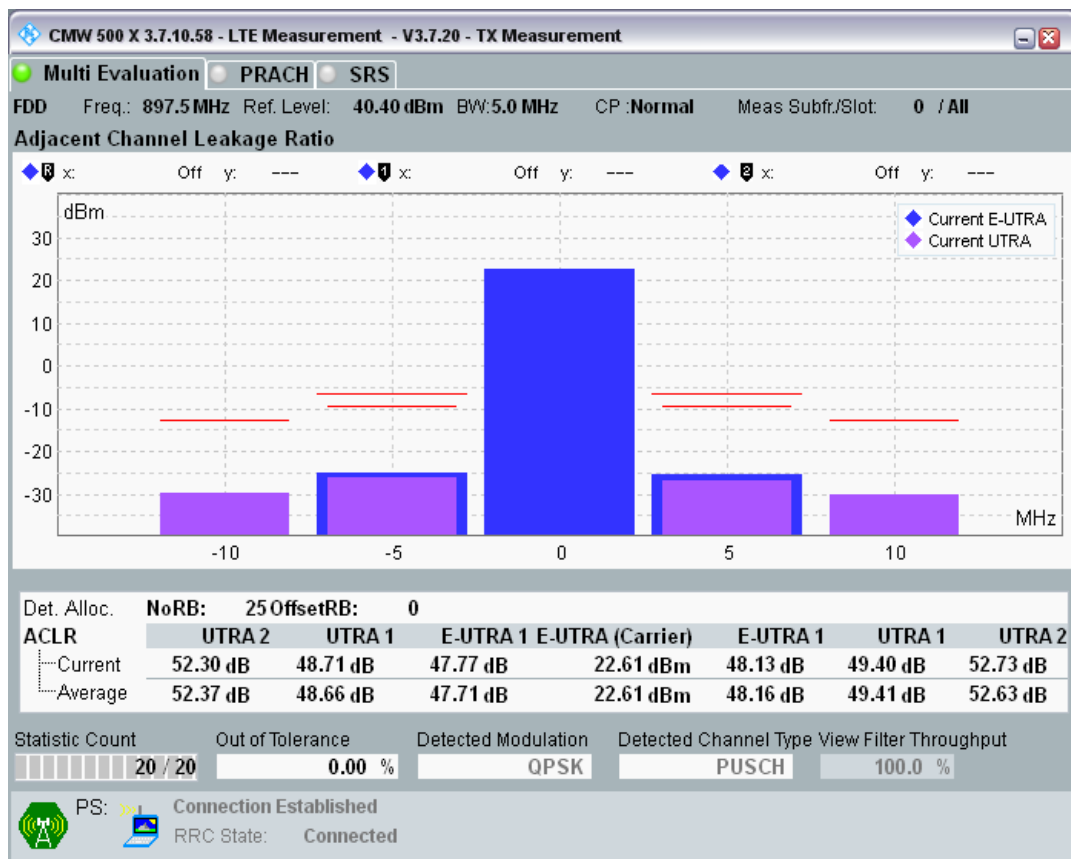 CMW 500 X 3.7.10.58 - LTE Measurement - V3.7.20 - TX Measurement
Multi Evaluation PRACH SRS
FDD Freq.: 897.5 MHz Ref. Level: 40.40 dBm BW:5.0 MHz CP :Normal Meas Subfr./Slot: 0 / All
Adjacent Channel Leakage Ratio
R x: Off y: --- 1 x: Off y: --- 2 x: Off y: ---
dBm
Current E-UTRA
Current UTRA
30
20
10
0
-10
-20
-30
MHz
-10 -5 0 5 10
Det. Alloc. NoRB: 25 OffsetRB: 0
ACLR UTRA 2 UTRA 1 E-UTRA 1 E-UTRA (Carrier) E-UTRA 1 UTRA 1 UTRA 2
Current 52.30 dB 48.71 dB 47.77 dB 22.61 dBm 48.13 dB 49.40 dB 52.73 dB
Average 52.37 dB 48.66 dB 47.71 dB 22.61 dBm 48.16 dB 49.41 dB 52.63 dB
Statistic Count Out of Tolerance Detected Modulation Detected Channel Type View Filter Throughput
20 / 20 0.00 % QPSK PUSCH 100.0 %
PS: Connection Established
RRC State: Connected